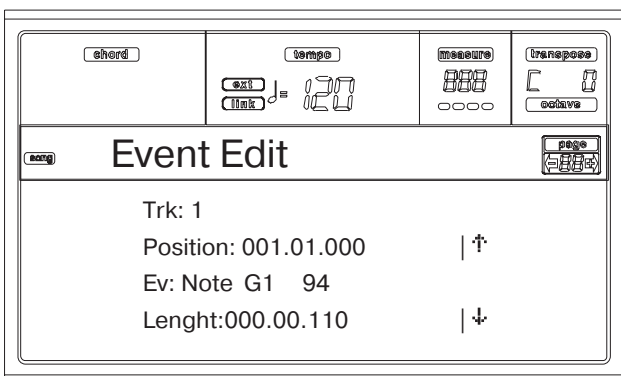 chord tempo measure transpose
ext
link = 120 888 C 0
octave
song Event Edit page
-88+
Trk: 1
Position: 001.01.000
Ev: Note G1 94
Lenght:000.00.110